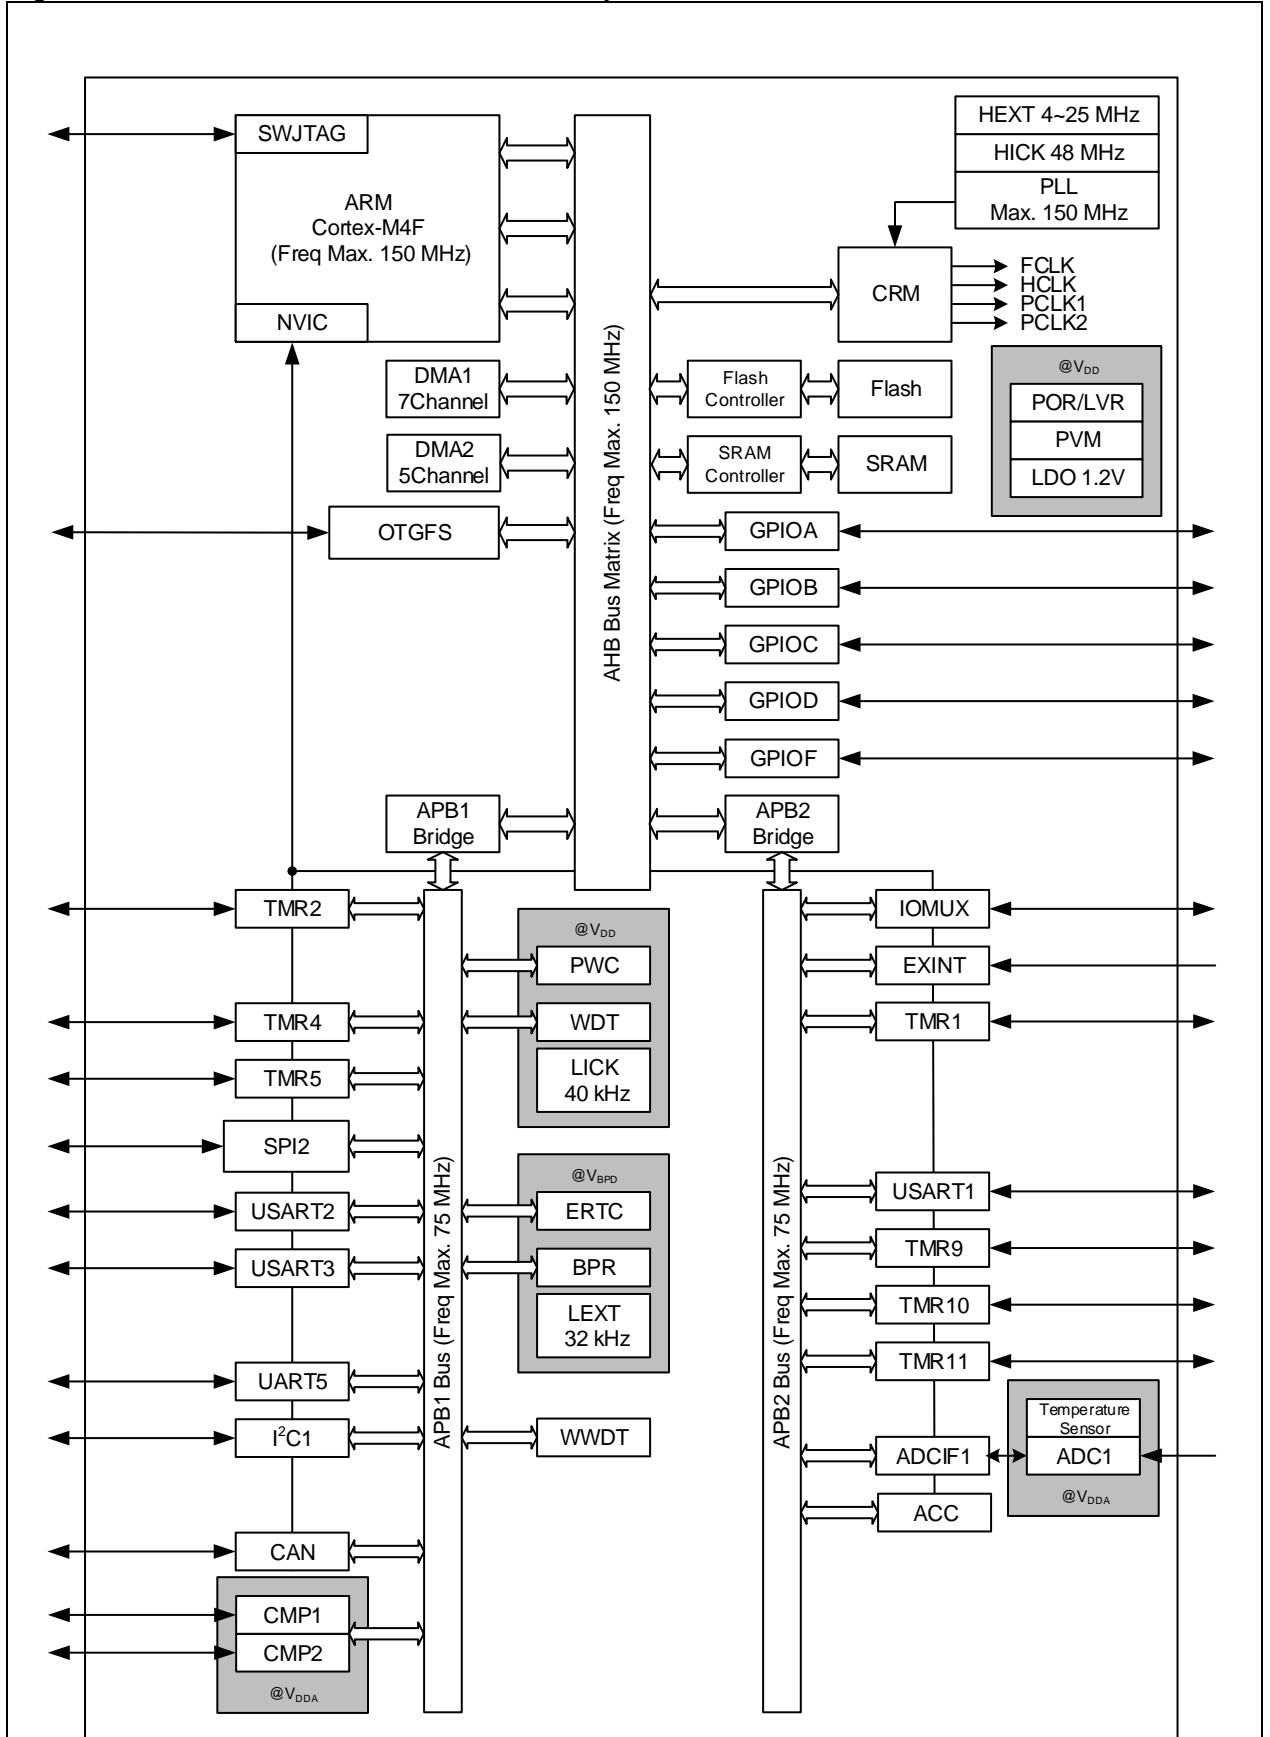 SWJTAG
ARM
Cortex-M4F
(Freq Max. 150 MHz)
NVIC
HEXT 4~25 MHz
HICK 48 MHz
PLL
Max. 150 MHz
CRM
FCLK
HCLK
PCLK1
PCLK2
@VDD
POR/LVR
PVM
LDO 1.2V
DMA1
7Channel
DMA2
5Channel
OTGFS
AHB Bus Matrix (Freq Max. 150 MHz)
Flash
Controller
Flash
SRAM
Controller
SRAM
GPIOA
GPIOB
GPIOC
GPIOD
GPIOF
APB1
Bridge
APB2
Bridge
TMR2
TMR4
TMR5
SPI2
USART2
USART3
UART5
I²C1
CAN
CMP1
CMP2
@VDDA
APB1 Bus (Freq Max. 75 MHz)
@VDD
PWC
WDT
LICK
40 kHz
@VBPD
ERTC
BPR
LEXT
32 kHz
WWDT
APB2 Bus (Freq Max. 75 MHz)
IOMUX
EXINT
TMR1
USART1
TMR9
TMR10
TMR11
ADCIF1
ACC
Temperature
Sensor
ADC1
@VDDA